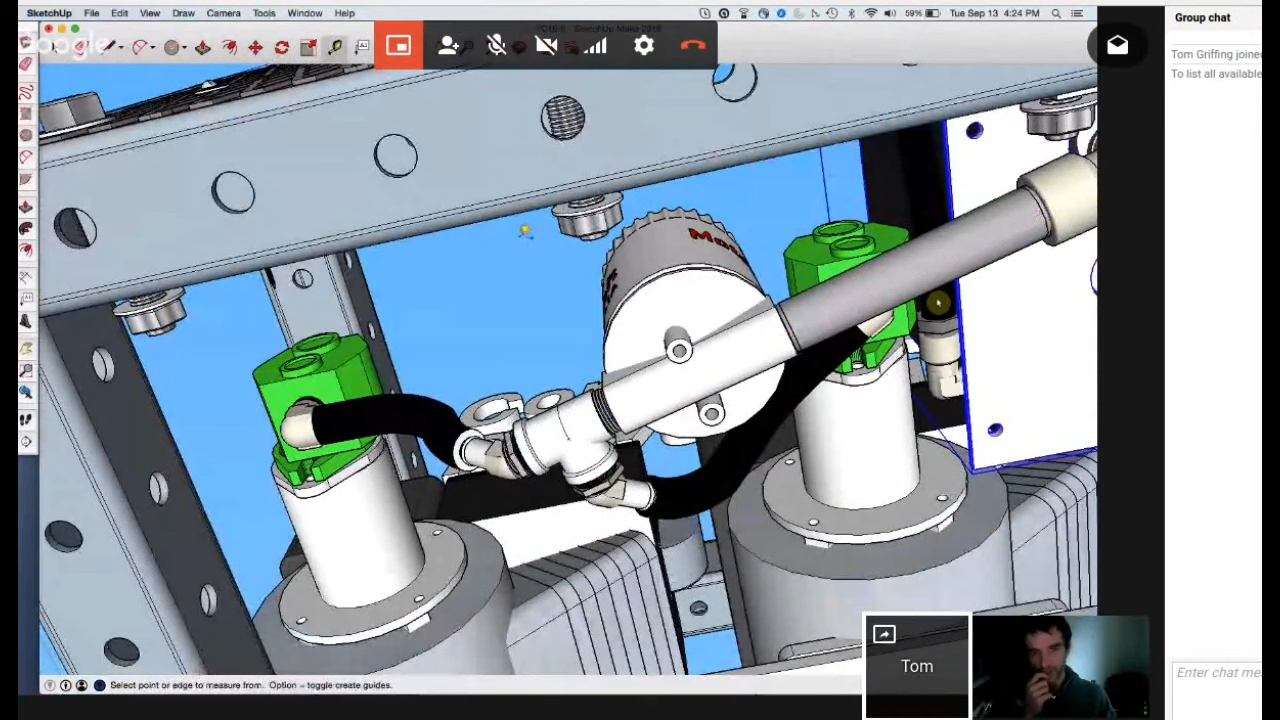 SketchUp File Edit View Draw Camera Tools Window Help
59% Tue Sep 13 4:24 PM
Group chat
Tom Griffing joine
To list all available
Select point or edge to measure from. Option = toggle create guides.
Tom
Enter chat me